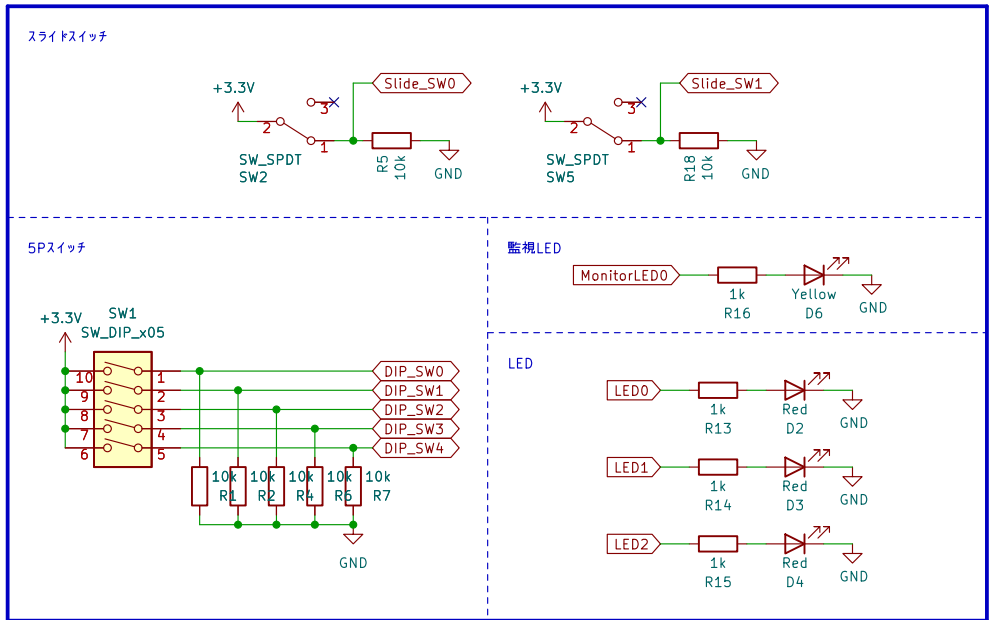 スライドスイッチ
Slide_SW0
+3.3V
3
2
1
SW_SPDT
SW2
R5
10k
GND
Slide_SW1
+3.3V
3
2
1
SW_SPDT
SW5
R18
10k
GND
5Pスイッチ
+3.3V
SW1
SW_DIP_x05
10
1
DIP_SW0
9
2
DIP_SW1
8
3
DIP_SW2
7
4
DIP_SW3
6
5
DIP_SW4
10k
R1
10k
R2
10k
R4
10k
R6
10k
R7
GND
監視LED
MonitorLED0
1k
R16
Yellow
D6
GND
LED
LED0
1k
R13
Red
D2
GND
LED1
1k
R14
Red
D3
GND
LED2
1k
R15
Red
D4
GND